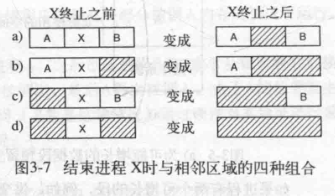 X终止之前 X终止之后
a) A X B 变成 A B
b) A X 变成 A
c) X B 变成 B
d) X 变成
图3-7 结束进程X时与相邻区域的四种组合